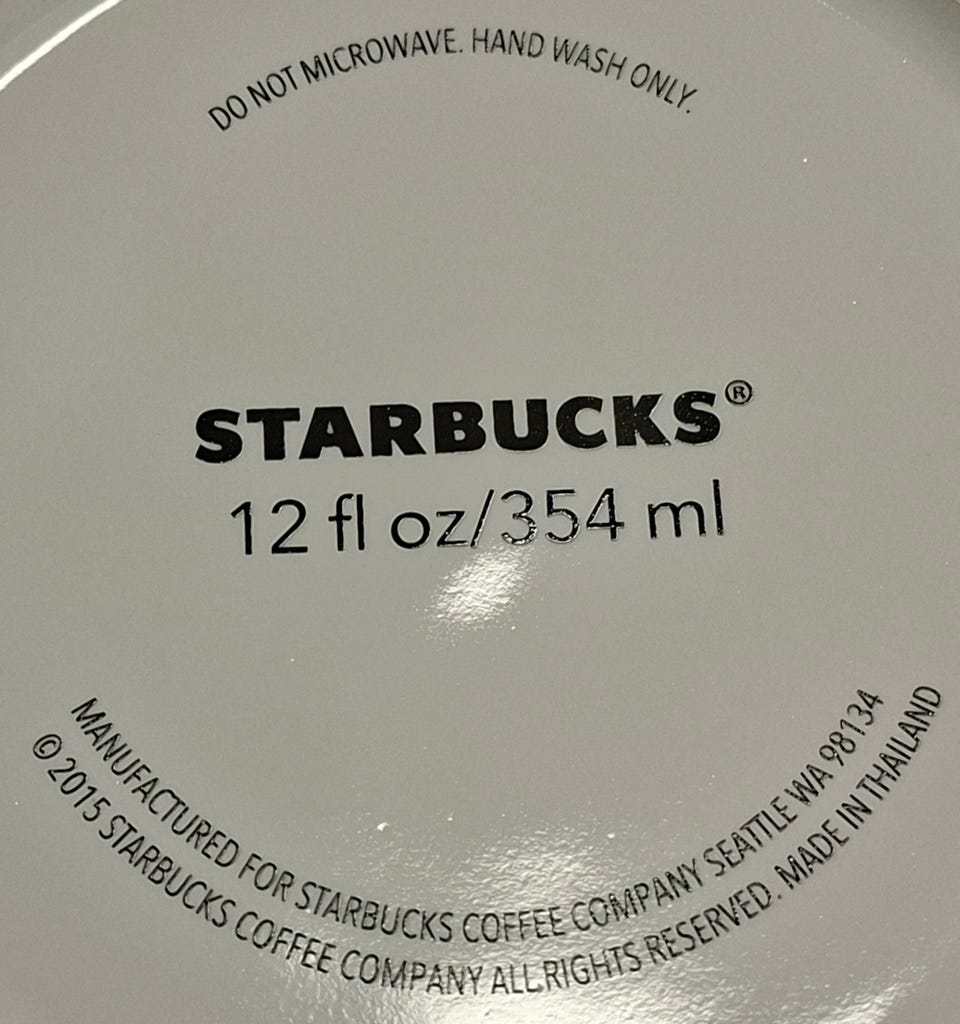 DO NOT MICROWAVE. HAND WASH ONLY.
STARBUCKS®
12 fl oz/354 ml
MANUFACTURED FOR STARBUCKS COFFEE COMPANY SEATTLE WA 98134
© 2015 STARBUCKS COFFEE COMPANY ALL RIGHTS RESERVED. MADE IN THAILAND